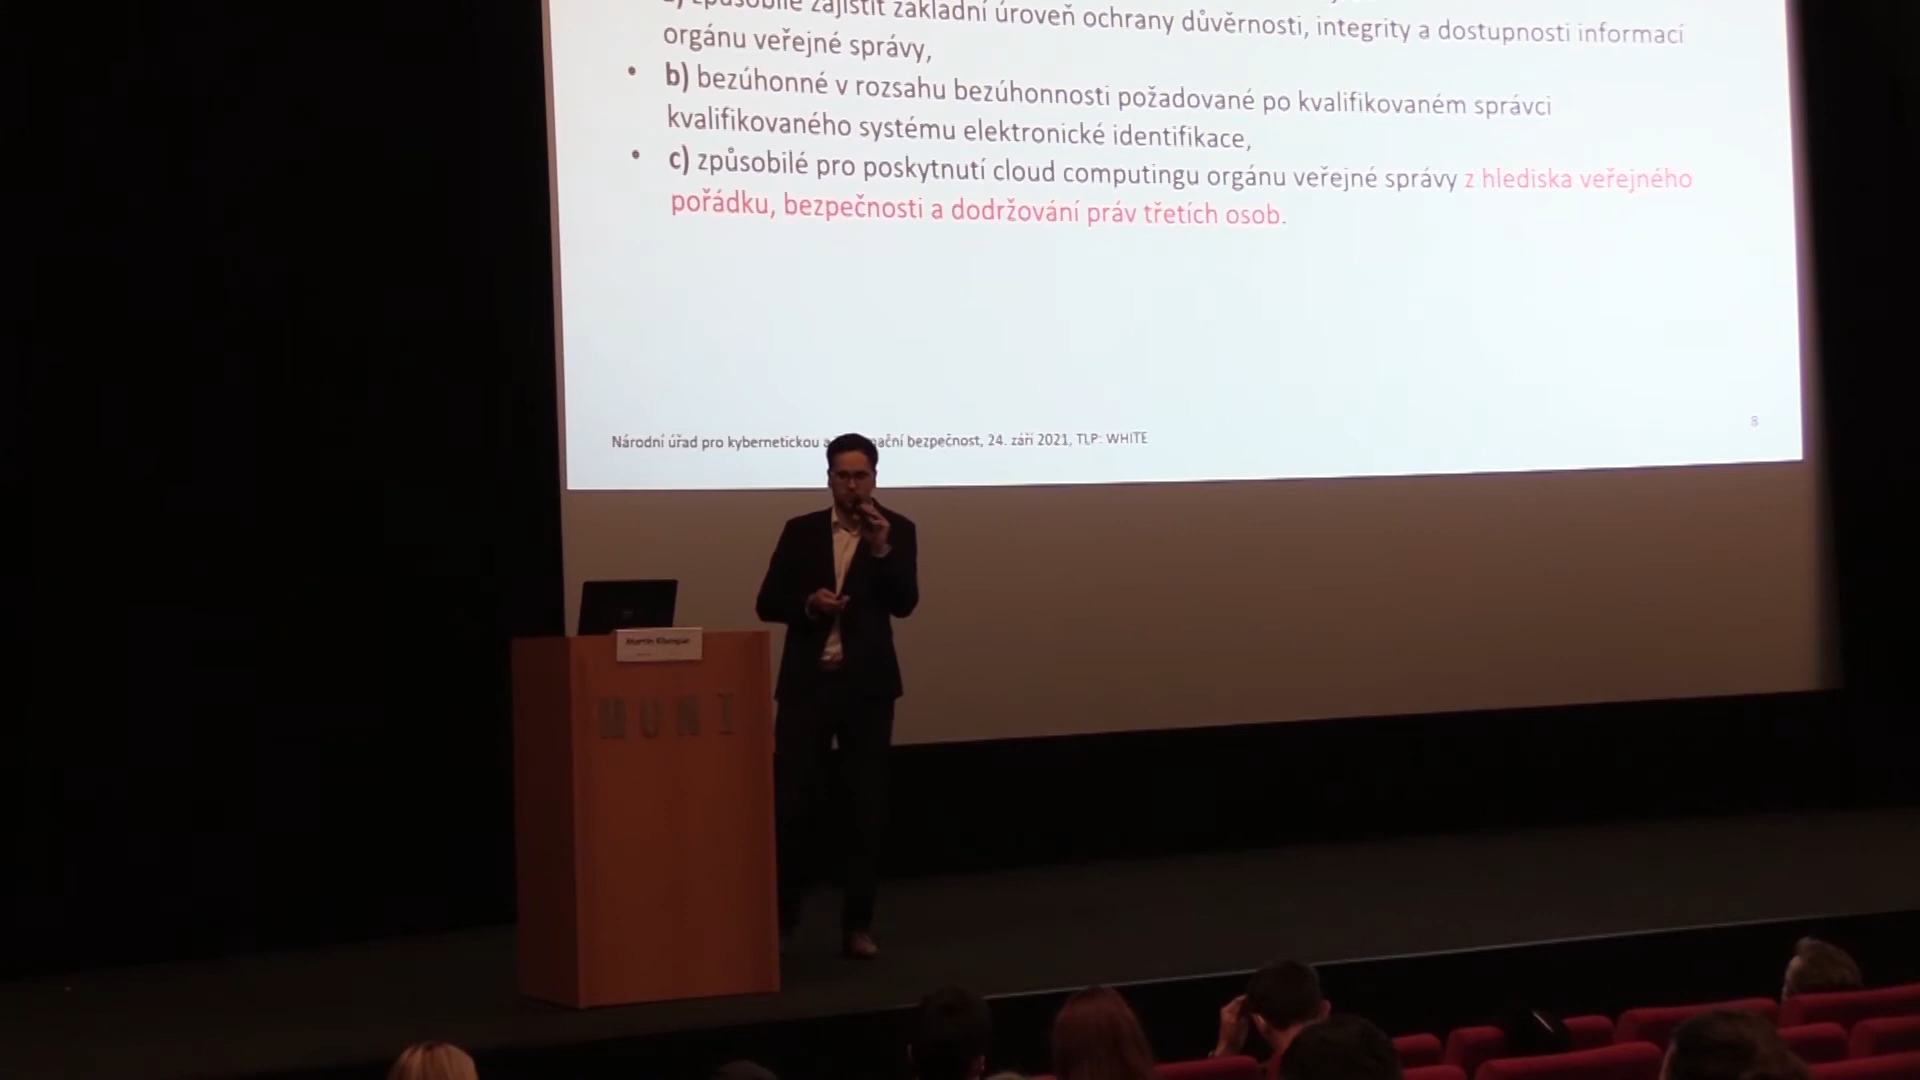 a) způsobilé zajistit základní úroveň ochrany důvěrnosti, integrity a dostupnosti informací
orgánu veřejné správy,
• b) bezúhonné v rozsahu bezúhonnosti požadované po kvalifikovaném správci
kvalifikovaného systému elektronické identifikace,
• c) způsobilé pro poskytnutí cloud computingu orgánu veřejné správy z hlediska veřejného
pořádku, bezpečnosti a dodržování práv třetích osob.
8
Národní úřad pro kybernetickou a ační bezpečnost, 24. září 2021, TLP: WHITE
Martin
MUNI